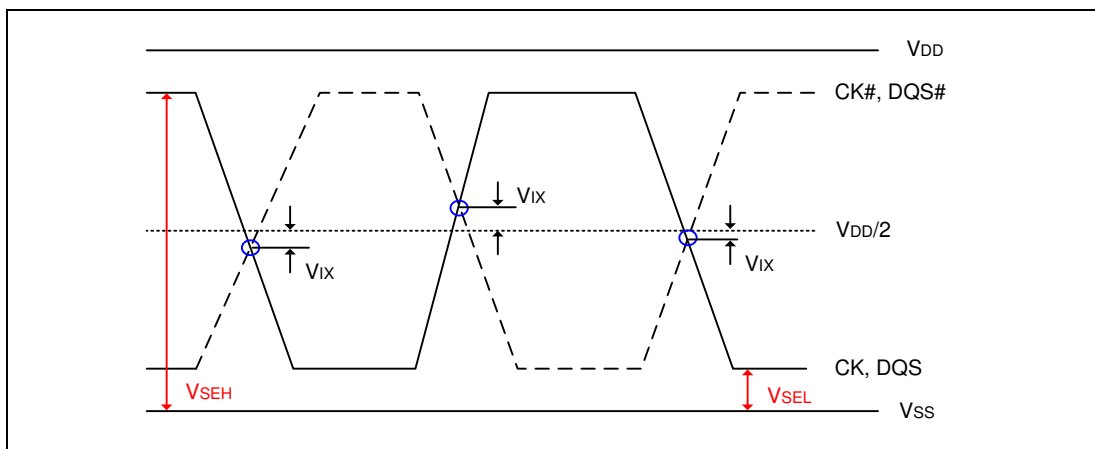 VDD
CK#, DQS#
VIX
VDD/2
VIX
VIX
CK, DQS
VSEH
VSEL
VSS